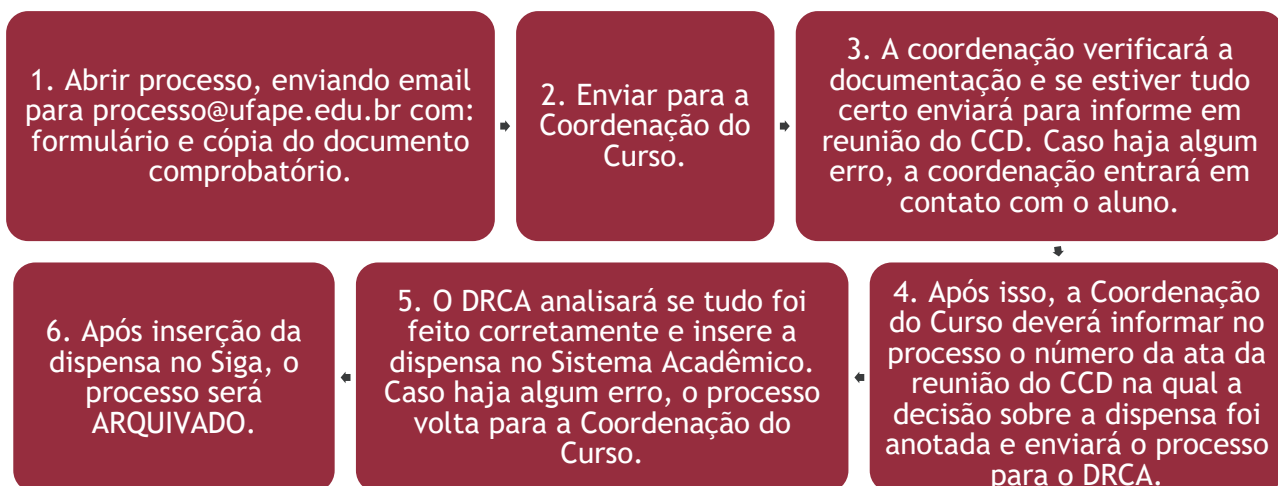 1. Abrir processo, enviando email
para processo@ufape.edu.br com:
formulário e cópia do documento
comprobatório.
2. Enviar para a
Coordenação do
Curso.
3. A coordenação verificará a
documentação e se estiver tudo
certo enviará para informe em
reunião do CCD. Caso haja algum
erro, a coordenação entrará em
contato com o aluno.
4. Após isso, a Coordenação
do Curso deverá informar no
processo o número da ata da
reunião do CCD na qual a
decisão sobre a dispensa foi
anotada e enviará o processo
para o DRCA.
5. O DRCA analisará se tudo foi
feito corretamente e insere a
dispensa no Sistema Acadêmico.
Caso haja algum erro, o processo
volta para a Coordenação do
Curso.
6. Após inserção da
dispensa no Siga, o
processo será
ARQUIVADO.